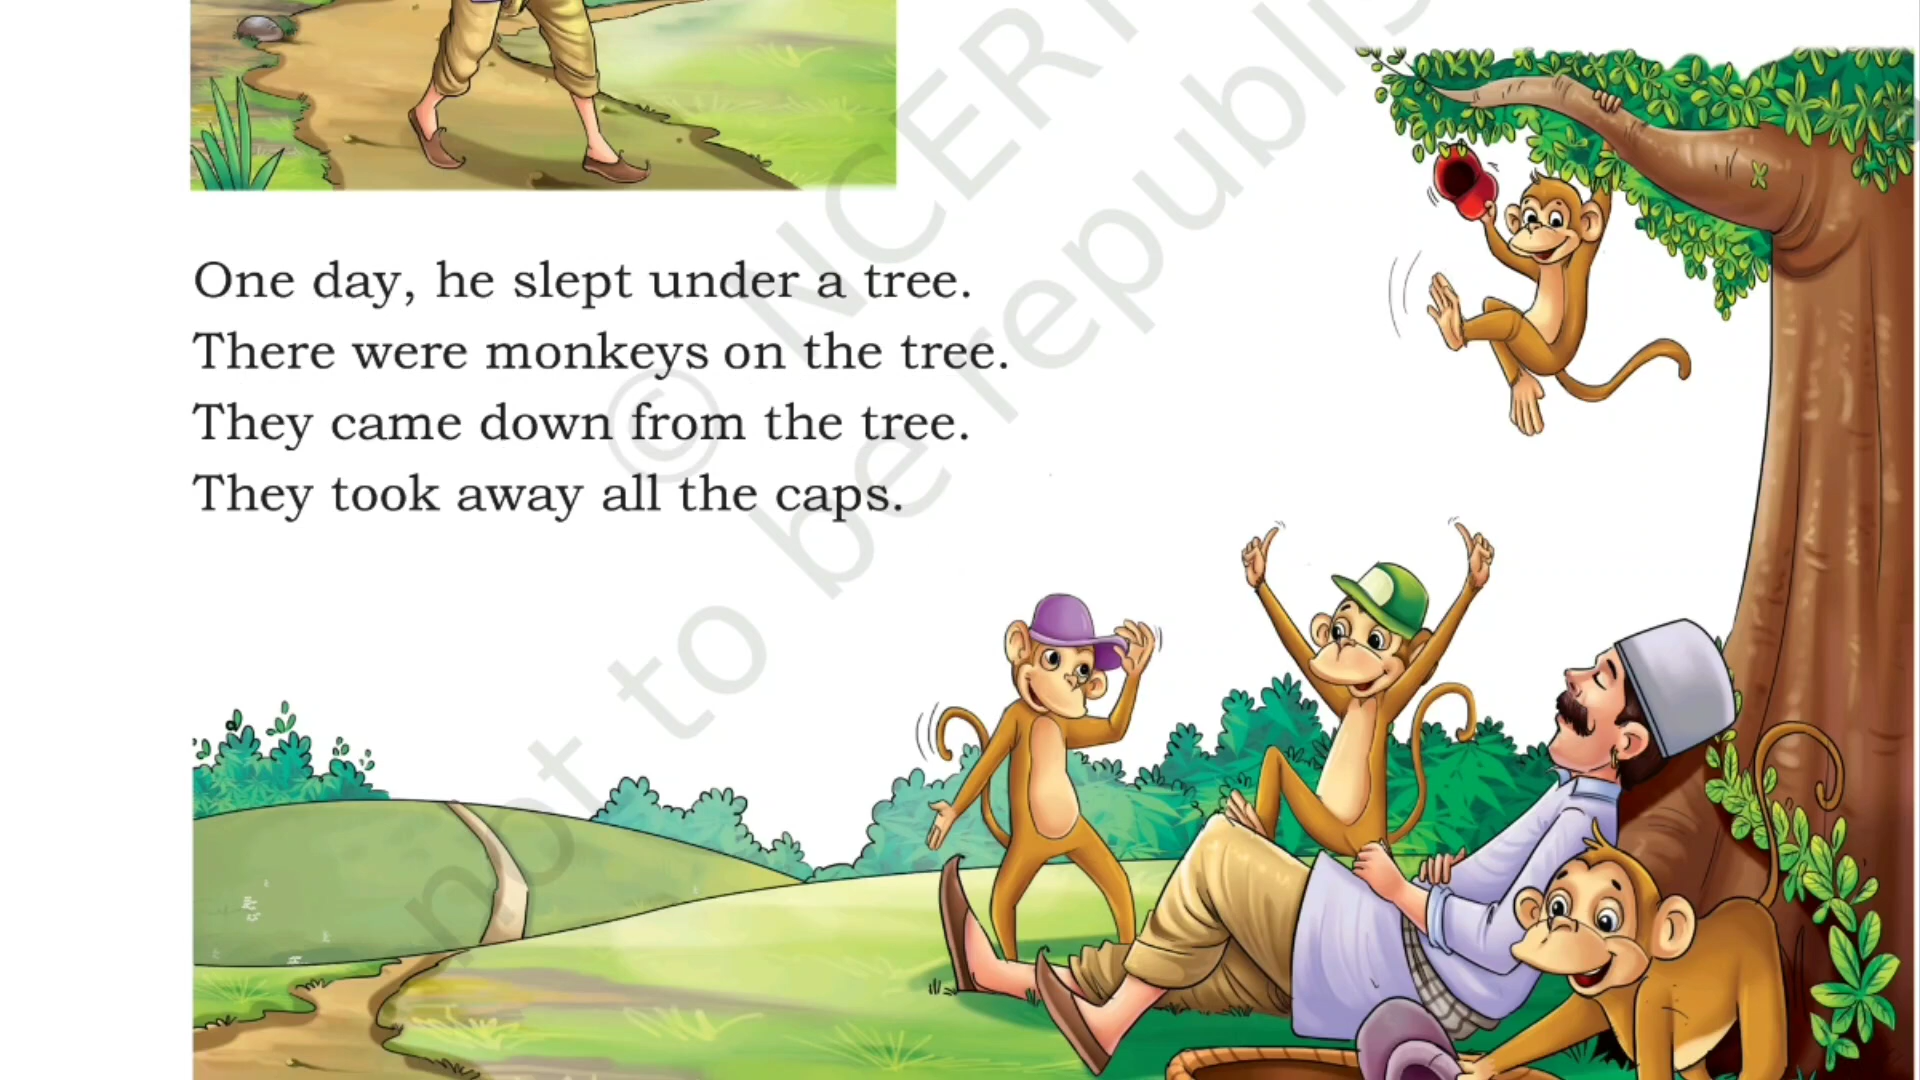 One day, he slept under a tree.
There were monkeys on the tree.
They came down from the tree.
They took away all the caps.
© NCERT
not to be republis